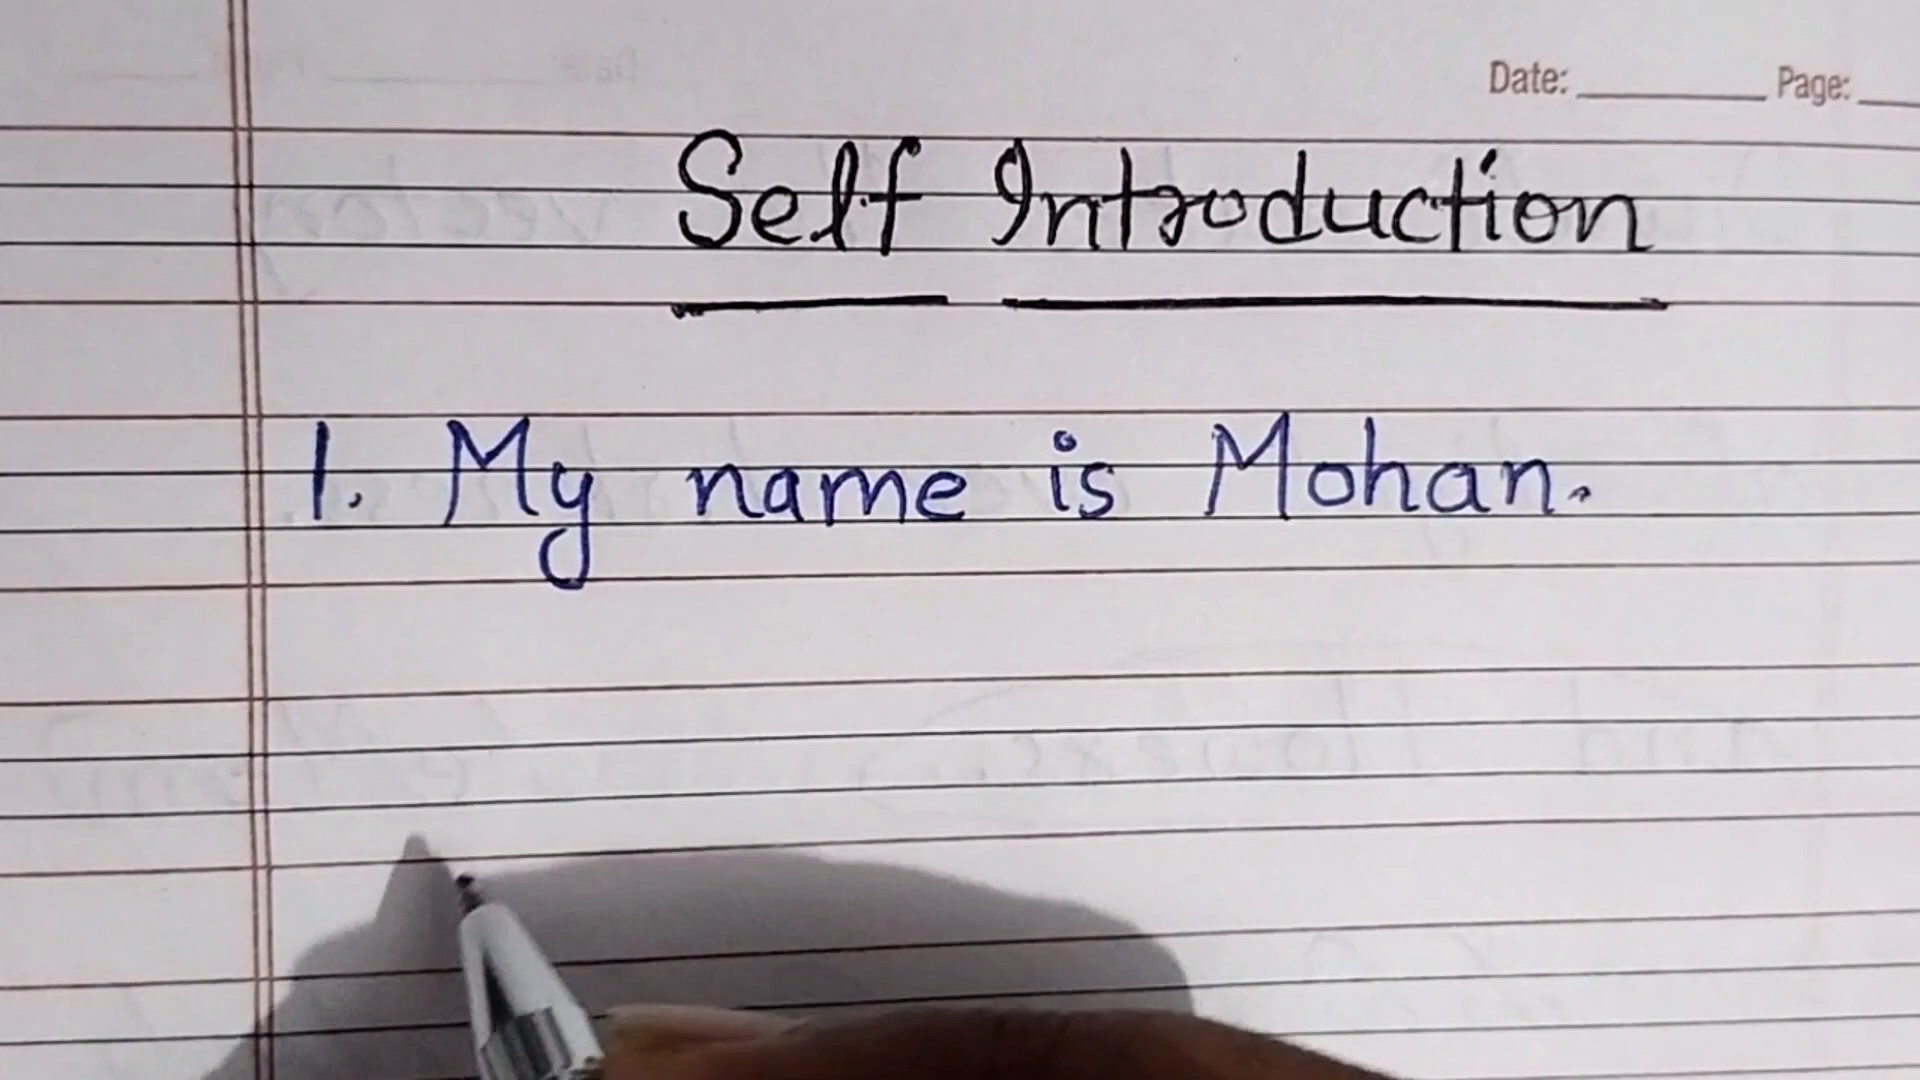 Date: Page:
Self Introduction
1. My name is Mohan.